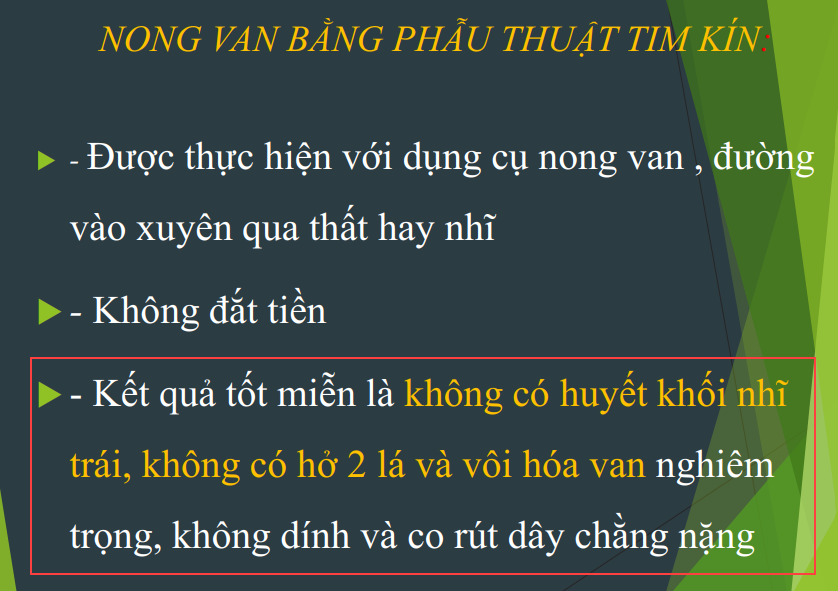 NONG VAN BẰNG PHẪU THUẬT TIM KÍN:
- Được thực hiện với dụng cụ nong van , đường
vào xuyên qua thất hay nhĩ
- Không đắt tiền
- Kết quả tốt miễn là không có huyết khối nhĩ
trái, không có hở 2 lá và vôi hóa van nghiêm
trọng, không dính và co rút dây chằng nặng